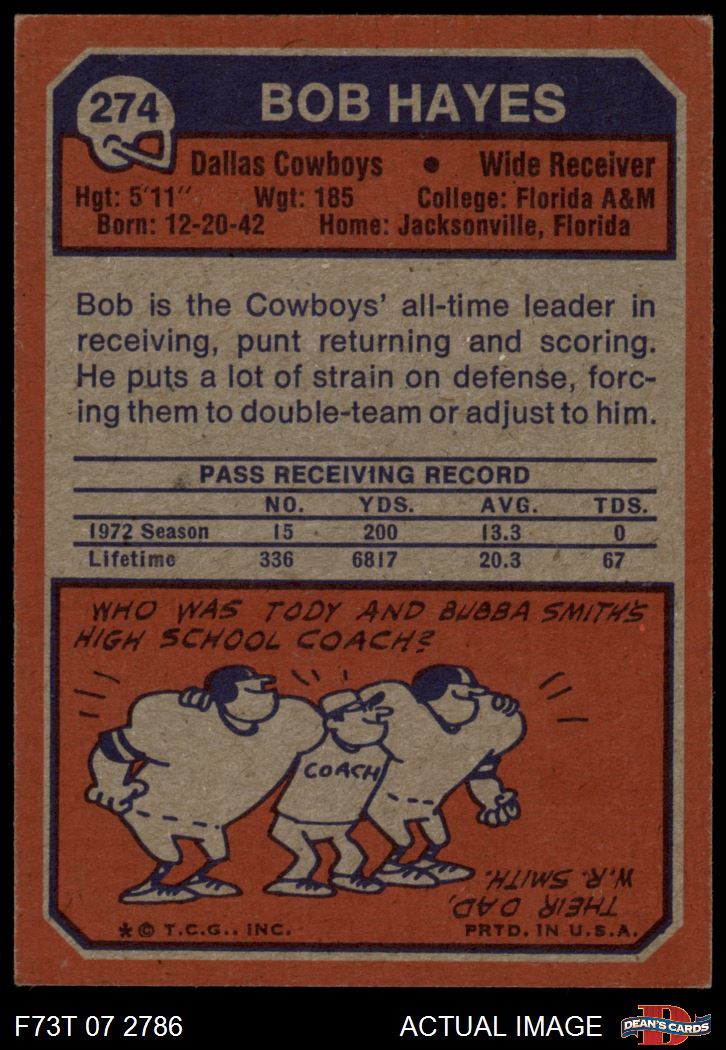 274
BOB HAYES
Dallas Cowboys • Wide Receiver
Hgt: 5'11" Wgt: 185 College: Florida A&M
Born: 12-20-42 Home: Jacksonville, Florida
Bob is the Cowboys' all-time leader in
receiving, punt returning and scoring.
He puts a lot of strain on defense, forc-
ing them to double-team or adjust to him.
PASS RECEIVING RECORD
NO. YDS. AVG. TDS.
1972 Season 15 200 13.3 0
Lifetime 336 6817 20.3 67
WHO WAS TODY AND BUBBA SMITH'S
HIGH SCHOOL COACH?
COACH
THEIR DAD,
W.R. SMITH.
*© T.C.G., INC. PRTD. IN U.S.A.
F73T 07 2786 ACTUAL IMAGE
D
DEAN'S CARDS